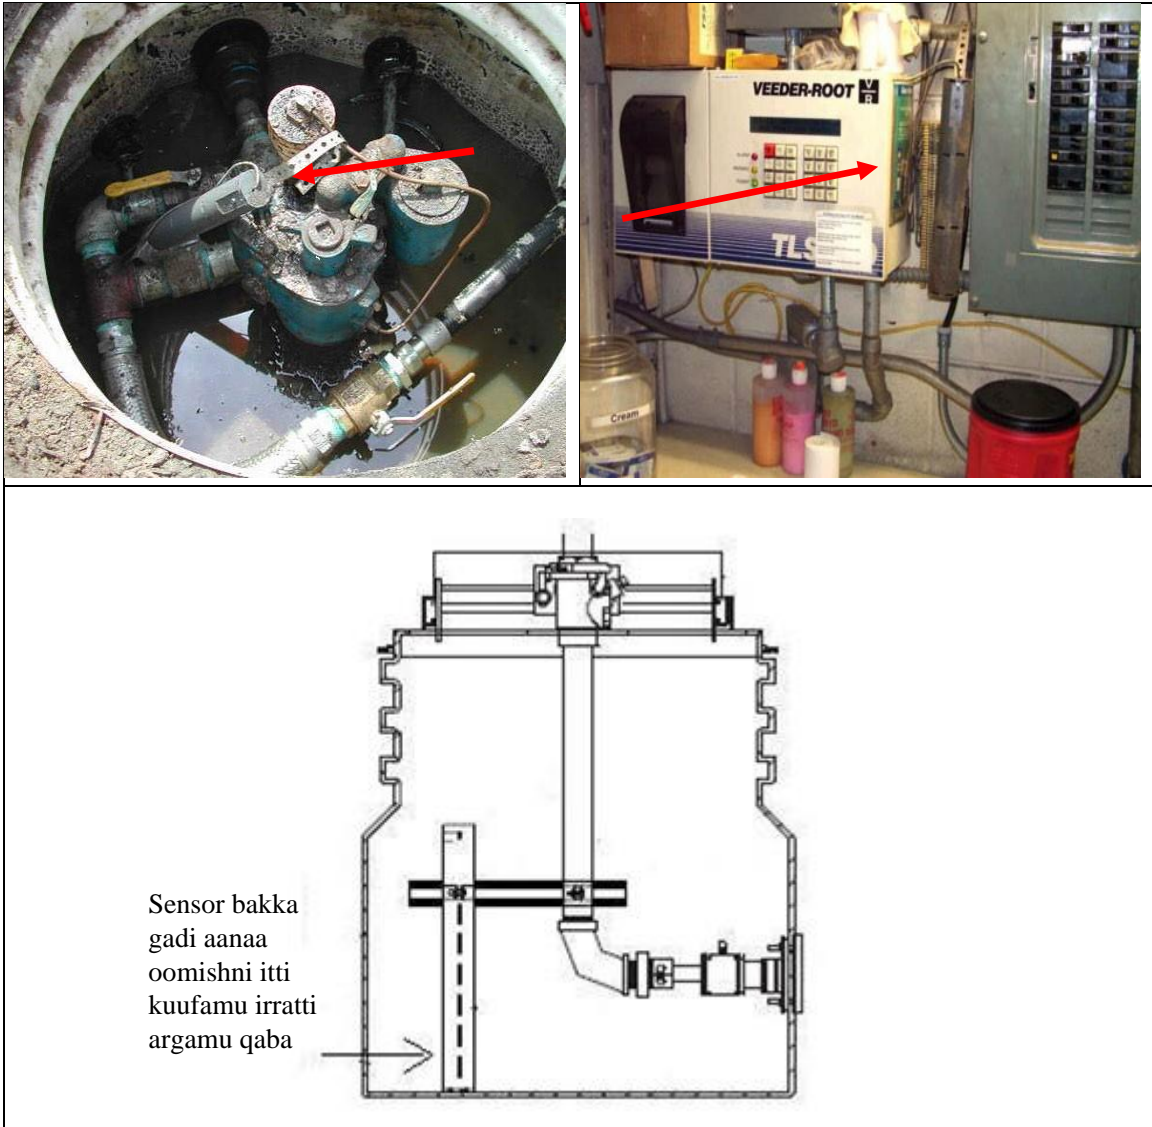 VEEDER-ROOT
TLS
Cream
Sensor bakka
gadi aanaa
oomishni itti
kuufamu irratti
argamu qaba